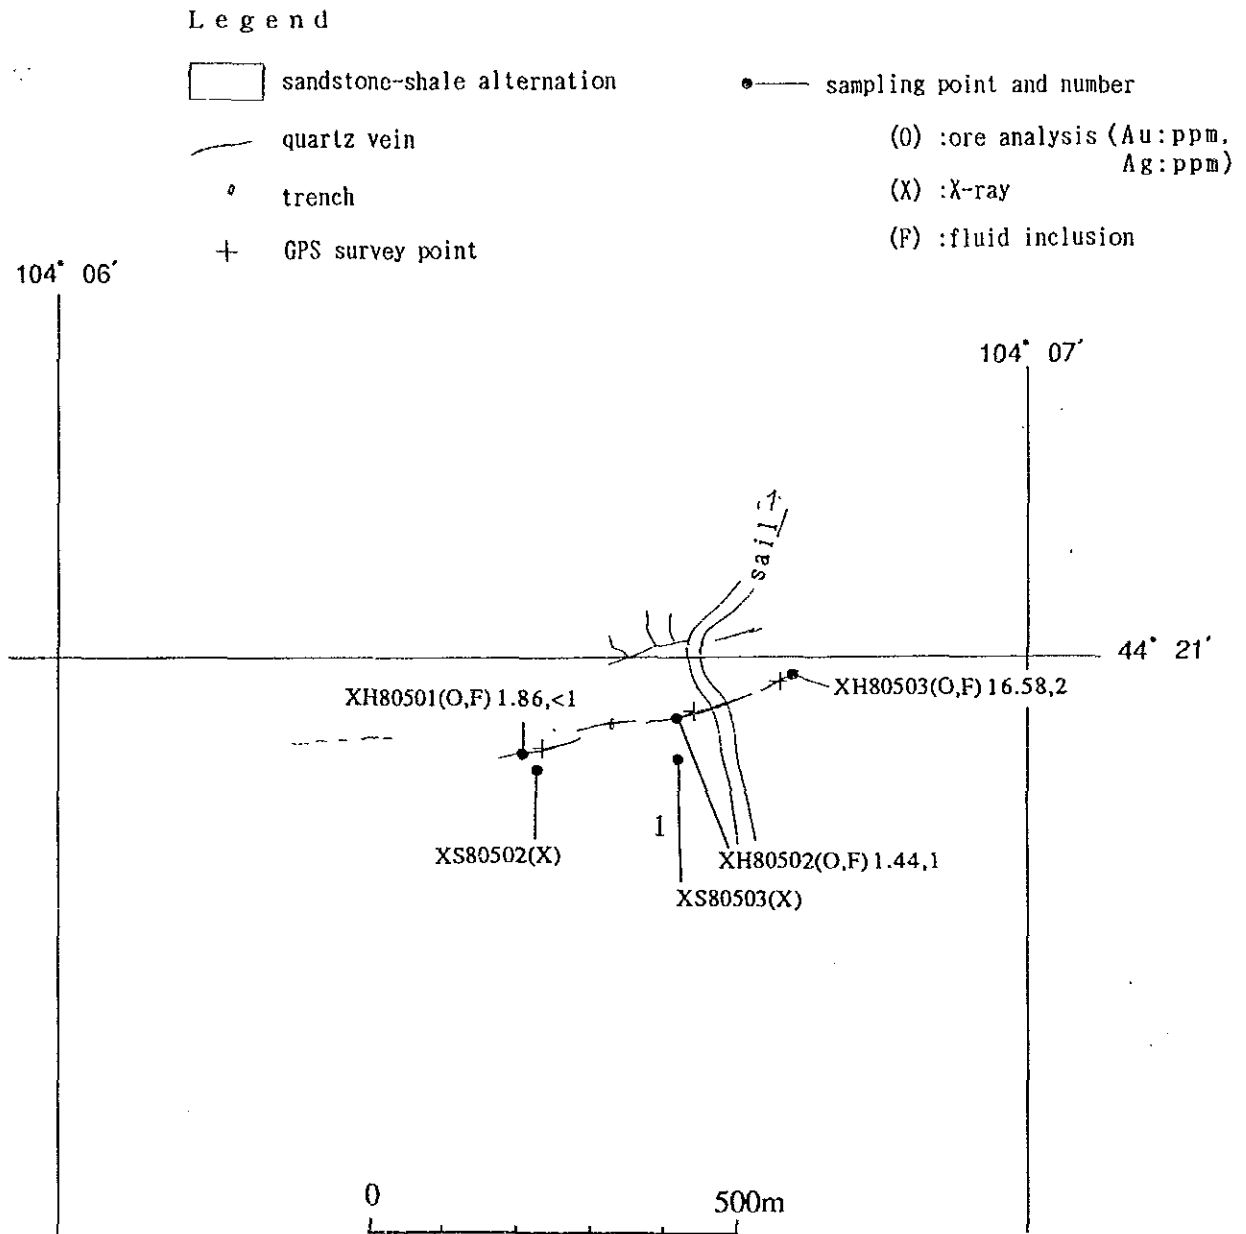 Legend
sandstone-shale alternation
quartz vein
trench
GPS survey point
sampling point and number
(O) :ore analysis (Au:ppm,
Ag:ppm)
(X) :X-ray
(F) :fluid inclusion
104° 06′
104° 07′
sail
44° 21′
XH80501(O,F) 1.86,<1
XH80503(O,F) 16.58,2
1
XS80502(X)
XH80502(O,F) 1.44,1
XS80503(X)
0
500m